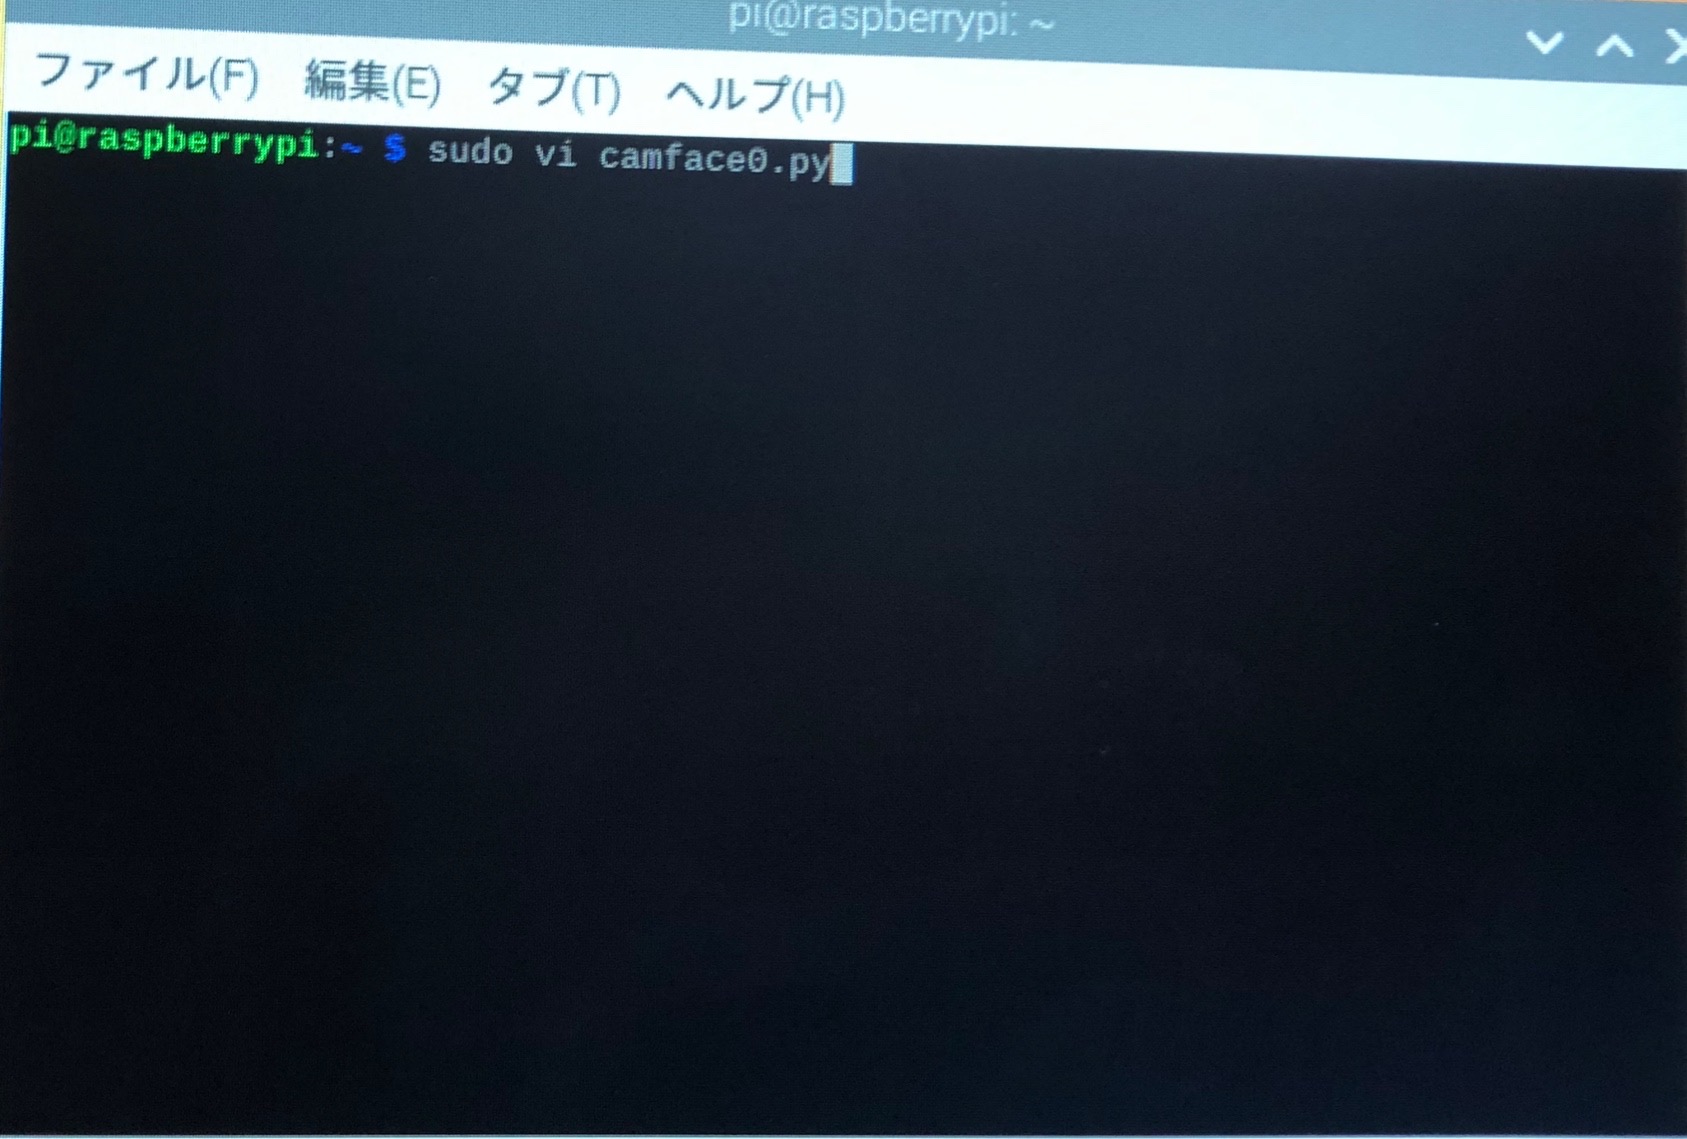 pi@raspberrypi: ~
ファイル(F) 編集(E) タブ(T) ヘルプ(H)
pi@raspberrypi:~ $ sudo vi camface0.py